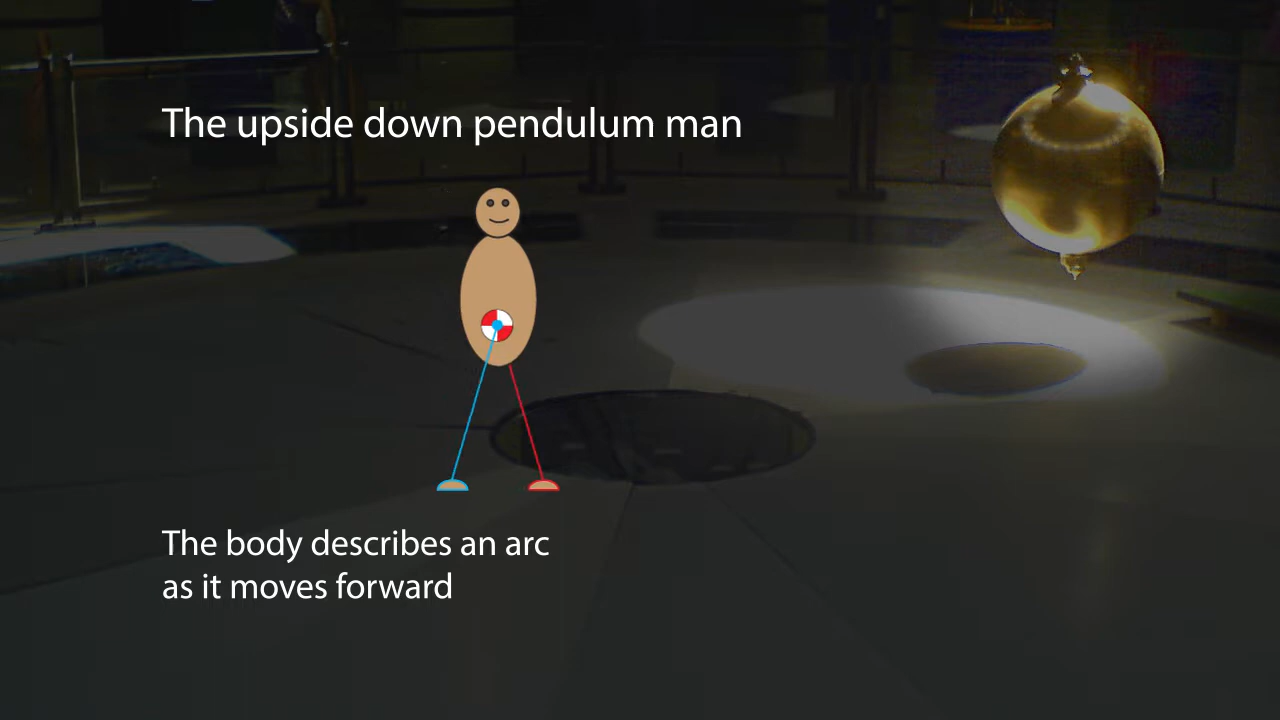 The upside down pendulum man
The body describes an arc
as it moves forward